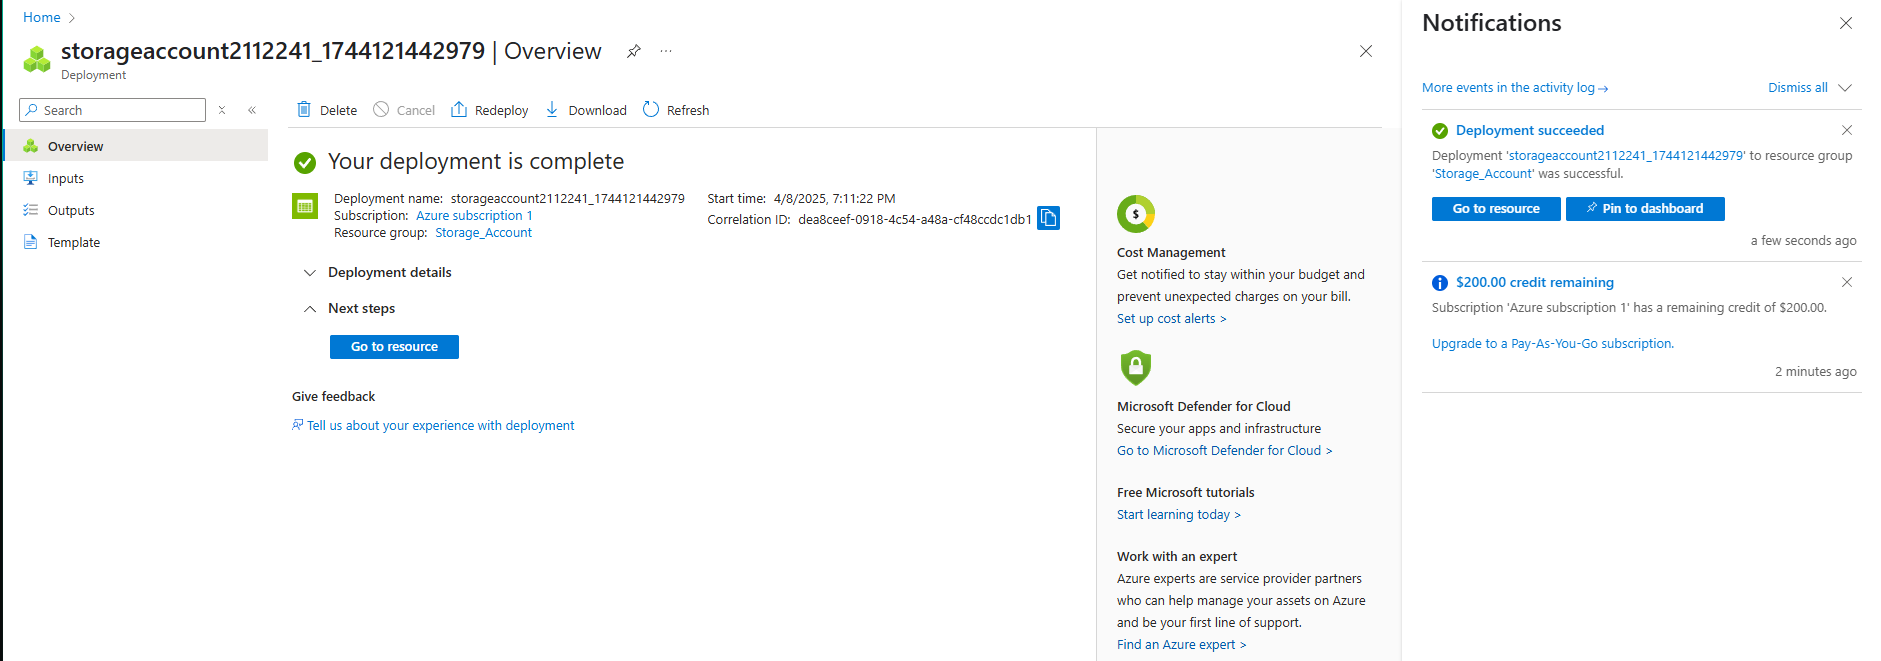 Home
storageaccount2112241_1744121442979 | Overview
Deployment
Search
Overview
Inputs
Outputs
Template
Delete
Cancel
Redeploy
Download
Refresh
Your deployment is complete
Deployment name: storageaccount2112241_1744121442979
Subscription: Azure subscription 1
Resource group: Storage_Account
Start time: 4/8/2025, 7:11:22 PM
Correlation ID: dea8ceef-0918-4c54-a48a-cf48ccdc1db1
Deployment details
Next steps
Go to resource
Give feedback
Tell us about your experience with deployment
$
Cost Management
Get notified to stay within your budget and
prevent unexpected charges on your bill.
Set up cost alerts >
Microsoft Defender for Cloud
Secure your apps and infrastructure
Go to Microsoft Defender for Cloud >
Free Microsoft tutorials
Start learning today >
Work with an expert
Azure experts are service provider partners
who can help manage your assets on Azure
and be your first line of support.
Find an Azure expert >
Notifications
More events in the activity log →
Dismiss all
Deployment succeeded
Deployment 'storageaccount2112241_1744121442979' to resource group
'Storage_Account' was successful.
Go to resource
Pin to dashboard
a few seconds ago
$200.00 credit remaining
Subscription 'Azure subscription 1' has a remaining credit of $200.00.
Upgrade to a Pay-As-You-Go subscription.
2 minutes ago